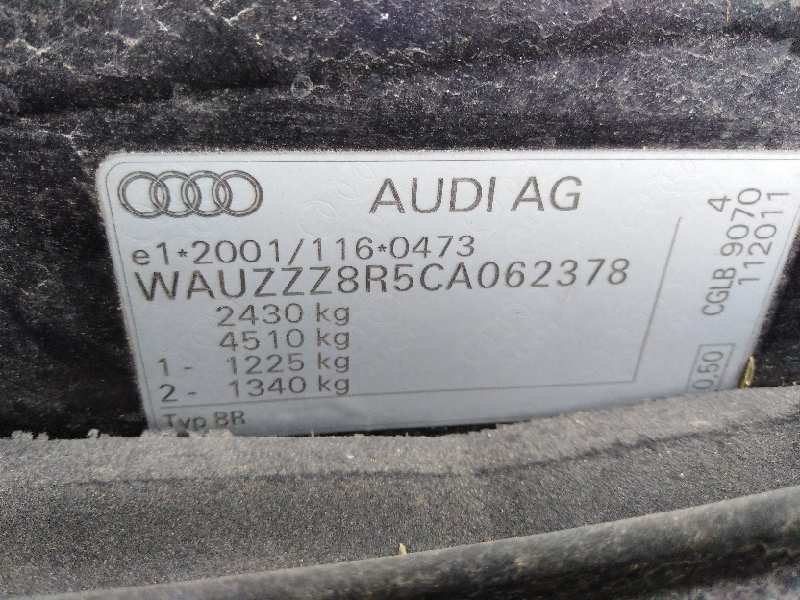 AUDI AG
e1*2001/116*0473
WAUZZZ8R5CA062378
2430 kg
4510 kg
1 - 1225 kg
2 - 1340 kg
Typ 8R
4
CGLB 9070
112011
0,50